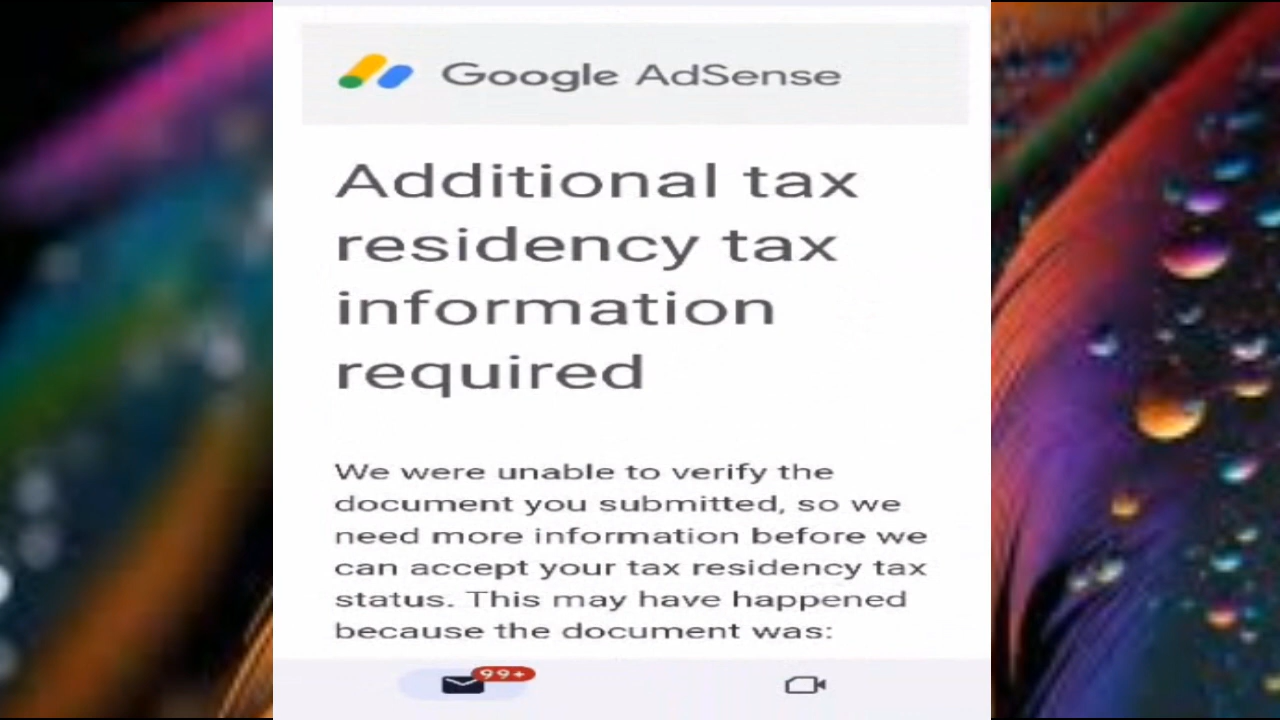 Google AdSense
Additional tax
residency tax
information
required
We were unable to verify the
document you submitted, so we
need more information before we
can accept your tax residency tax
status. This may have happened
because the document was:
99+